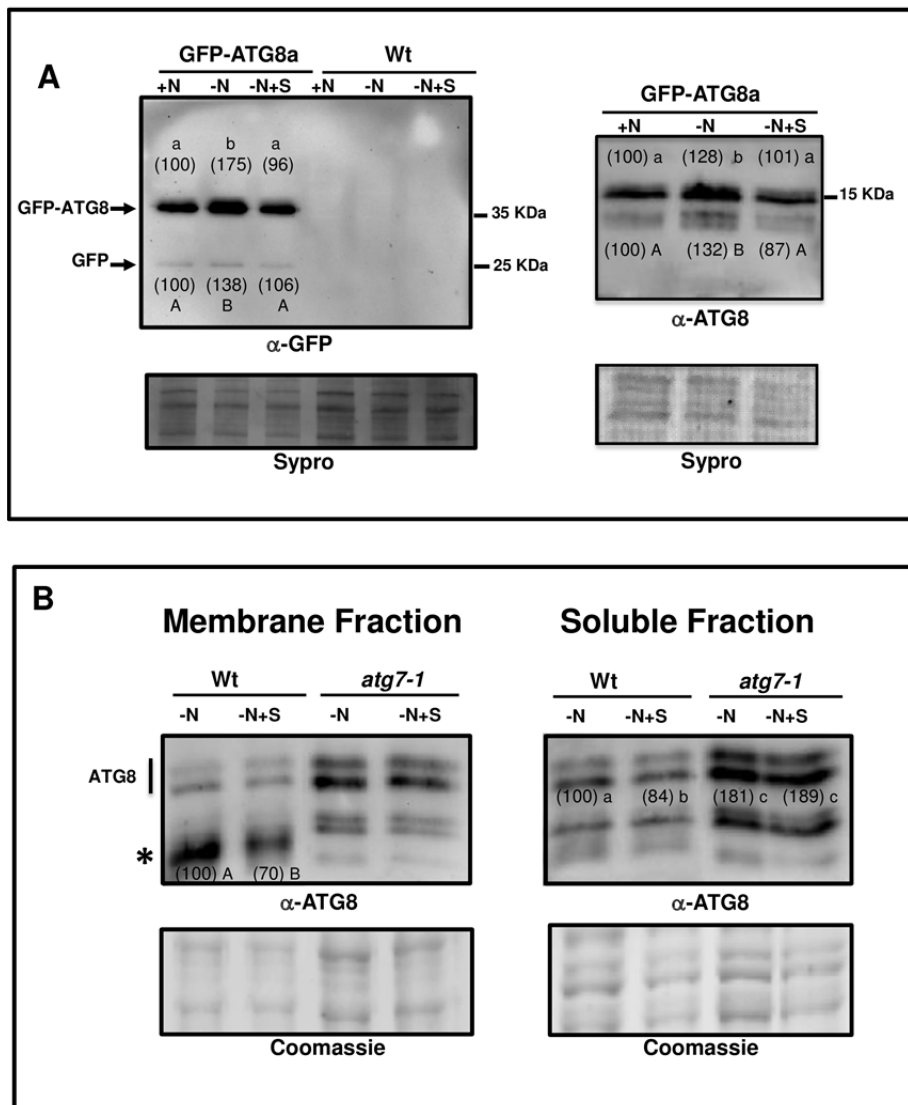 A
GFP-ATG8a Wt
+N -N -N+S +N -N -N+S
a b a
(100) (175) (96)
GFP-ATG8
35 KDa
GFP
25 KDa
(100) (138) (106)
A B A
α-GFP
Sypro
GFP-ATG8a
+N -N -N+S
(100) a (128) b (101) a
15 KDa
(100) A (132) B (87) A
α-ATG8
Sypro
B
Membrane Fraction
Wt atg7-1
-N -N+S -N -N+S
ATG8
*
(100) A (70) B
α-ATG8
Coomassie
Soluble Fraction
Wt atg7-1
-N -N+S -N -N+S
(100) a (84) b (181) c (189) c
α-ATG8
Coomassie